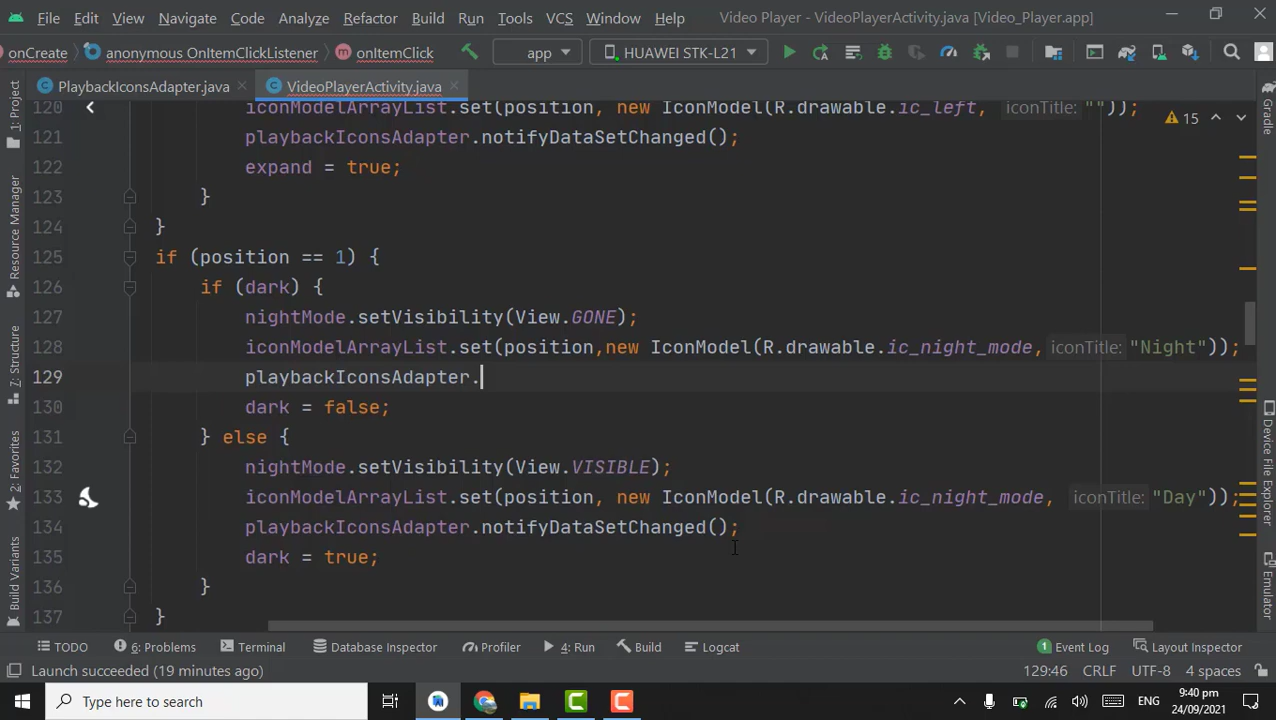 File Edit View Navigate Code Analyze Refactor Build Run Tools VCS Window Help Video Player - VideoPlayerActivity.java [Video_Player.app]
onCreate anonymous OnItemClickListener onItemClick app HUAWEI STK-L21
PlaybackIconsAdapter.java VideoPlayerActivity.java
120 iconModelArrayList.set(position, new IconModel(R.drawable.ic_left, iconTitle: ""));
15
121 playbackIconsAdapter.notifyDataSetChanged();
122 expand = true;
123 }
124 }
125 if (position == 1) {
126 if (dark) {
127 nightMode.setVisibility(View.GONE);
128 iconModelArrayList.set(position,new IconModel(R.drawable.ic_night_mode, iconTitle: "Night"));
129 playbackIconsAdapter.
130 dark = false;
131 } else {
132 nightMode.setVisibility(View.VISIBLE);
133 iconModelArrayList.set(position, new IconModel(R.drawable.ic_night_mode, iconTitle: "Day"));
134 playbackIconsAdapter.notifyDataSetChanged();
135 dark = true;
136 }
137 }
1: Project
Resource Manager
7: Structure
2: Favorites
Build Variants
Gradle
Device File Explorer
Emulator
TODO 6: Problems Terminal Database Inspector Profiler 4: Run Build Logcat 1 Event Log Layout Inspector
Launch succeeded (19 minutes ago) 129:46 CRLF UTF-8 4 spaces
Type here to search ENG 9:40 pm
24/09/2021